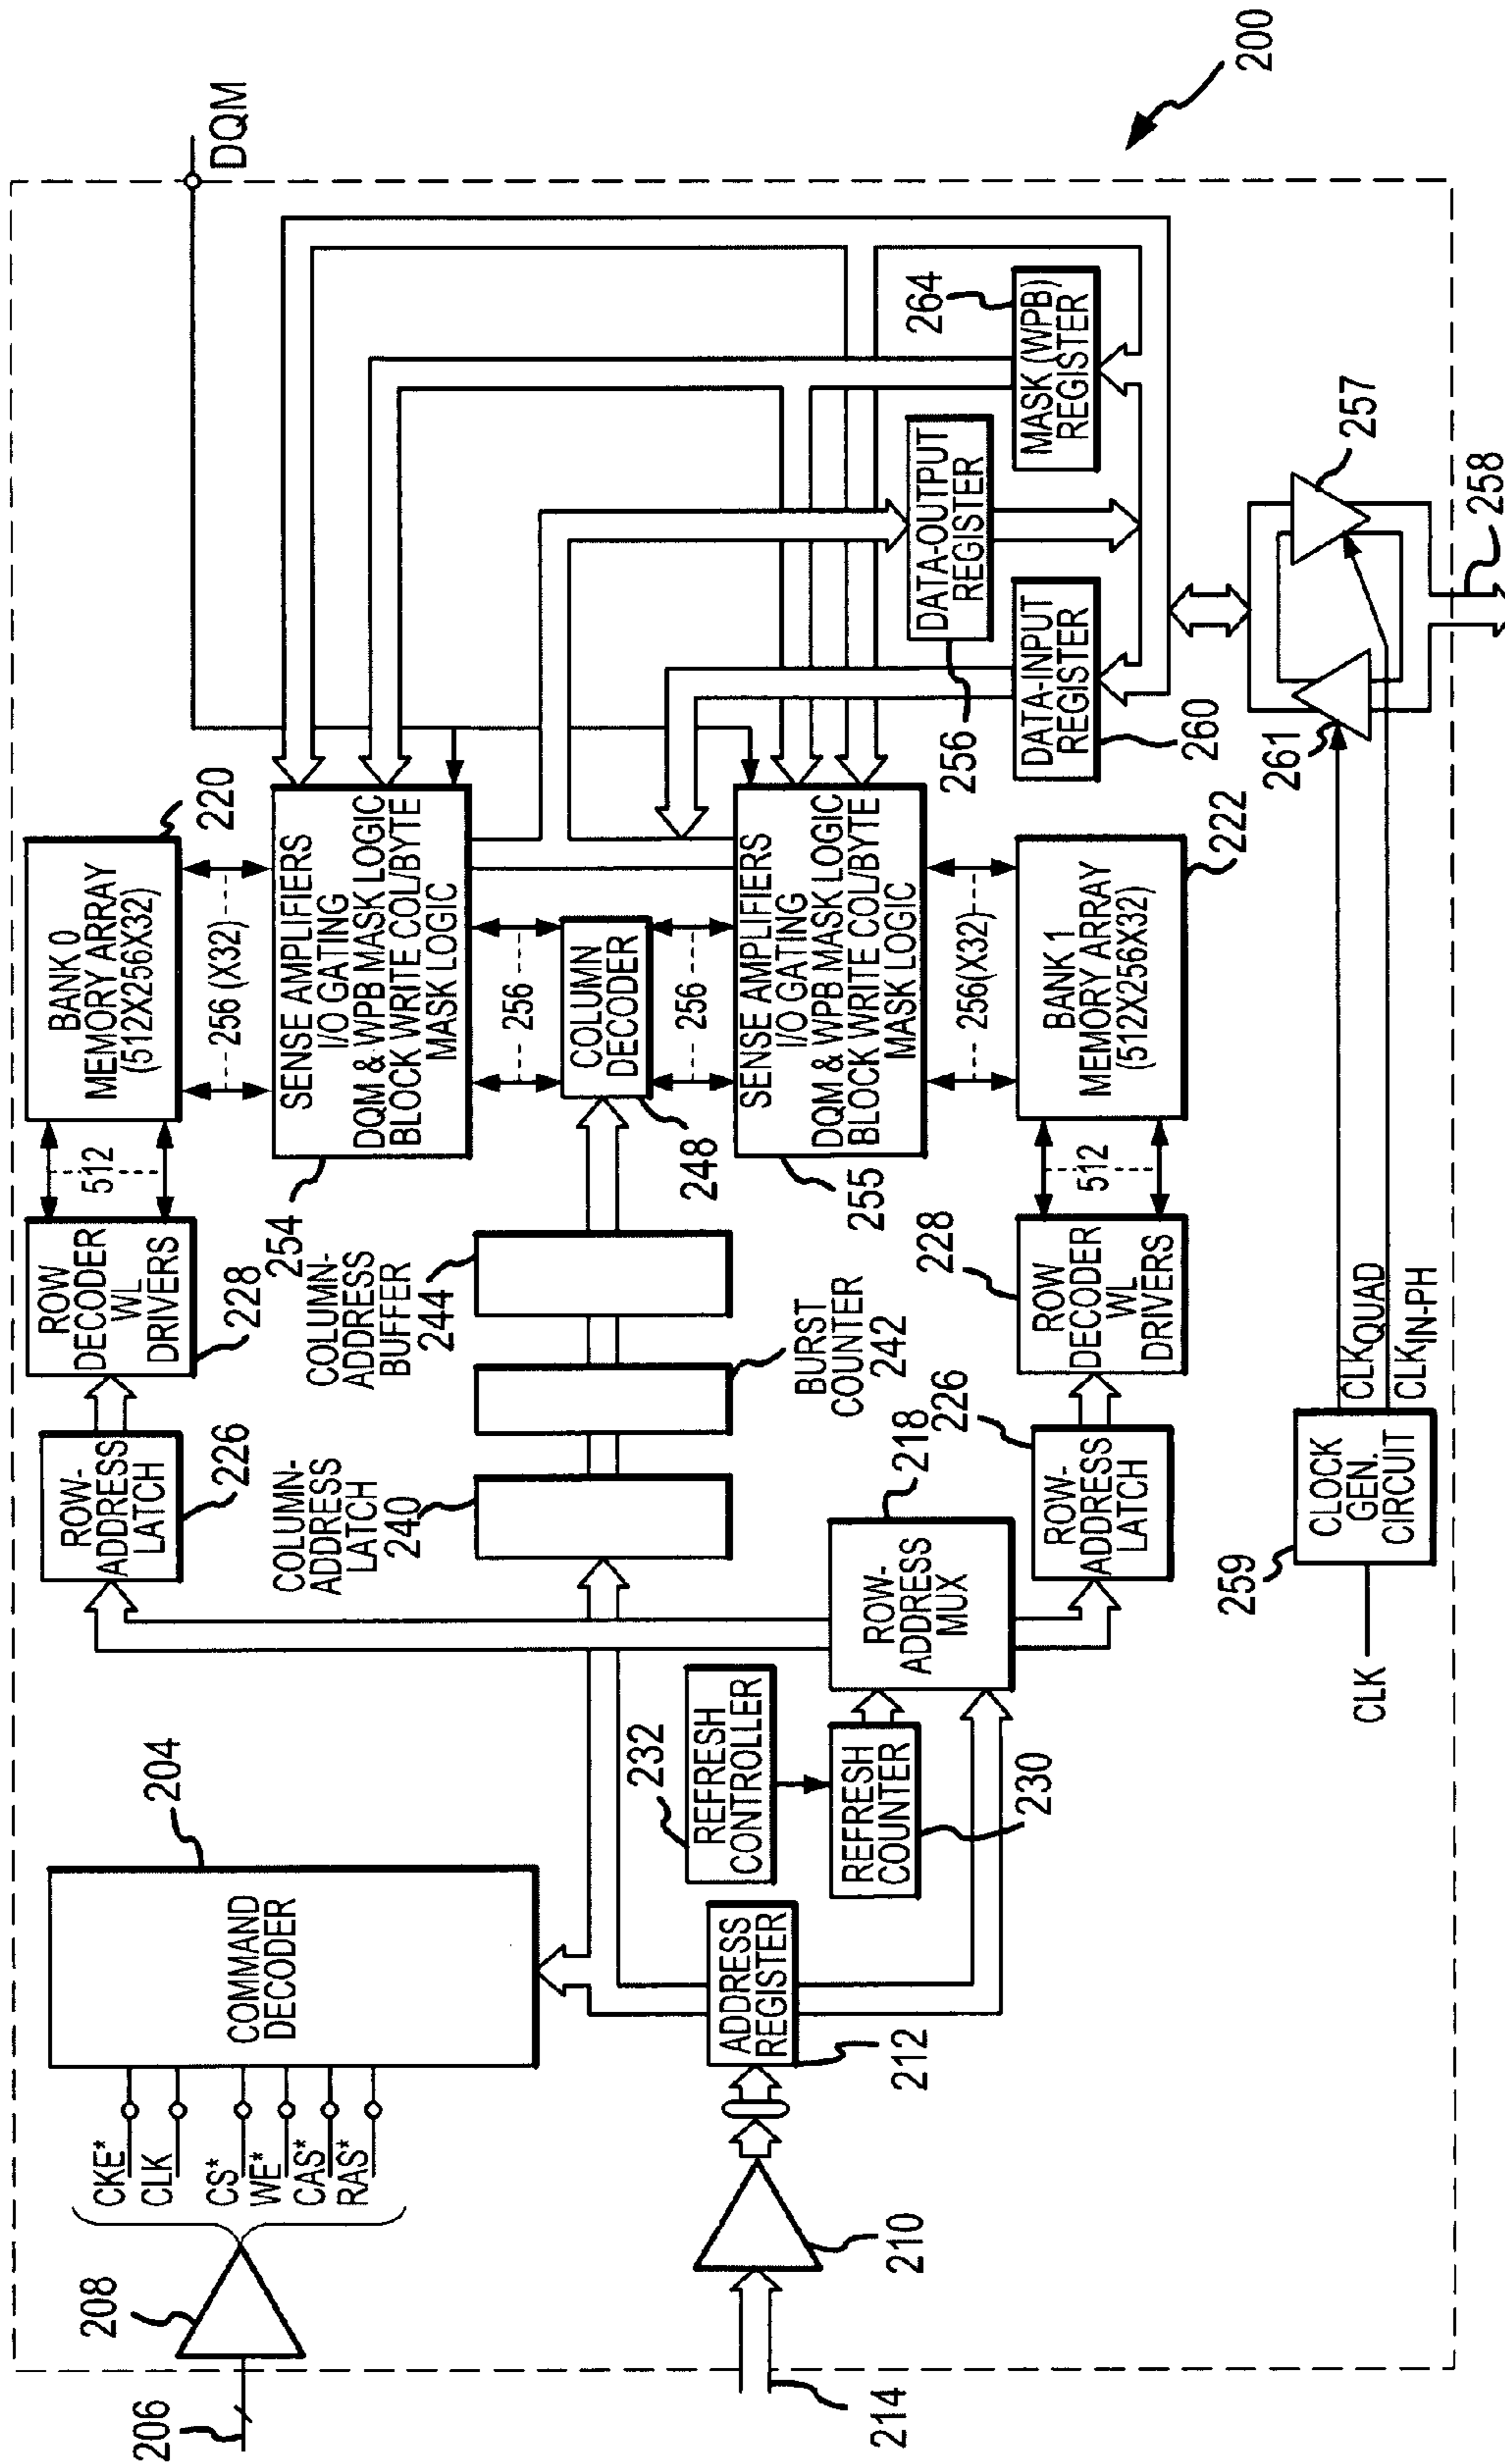 206
208
CKE*
CLK
CS*
WE*
CAS*
RAS*
COMMAND
DECODER
204
ROW-
ADDRESS
LATCH
226
ROW
DECODER
WL
DRIVERS
228
512
BANK 0
MEMORY ARRAY
(512X256X32)
220
256 (X32)
SENSE AMPLIFIERS
I/O GATING
DQM & WPB MASK LOGIC
BLOCK WRITE COL/BYTE
MASK LOGIC
254
DQM
COLUMN-
ADDRESS
LATCH
240
COLUMN-
ADDRESS
BUFFER
244
BURST
COUNTER
242
256
COLUMN
DECODER
248
256
214
210
ADDRESS
REGISTER
212
REFRESH
CONTROLLER
232
REFRESH
COUNTER
230
ROW-
ADDRESS
MUX
218
SENSE AMPLIFIERS
I/O GATING
DQM & WPB MASK LOGIC
BLOCK WRITE COL/BYTE
MASK LOGIC
255
DATA-OUTPUT
REGISTER
256
DATA-INPUT
REGISTER
260
MASK (WPB)
REGISTER
264
ROW-
ADDRESS
LATCH
226
ROW
DECODER
WL
DRIVERS
228
512
256(X32)
BANK 1
MEMORY ARRAY
(512X256X32)
222
CLK
CLOCK
GEN.
CIRCUIT
259
CLKQUAD
CLKIN-PH
261
257
258
200